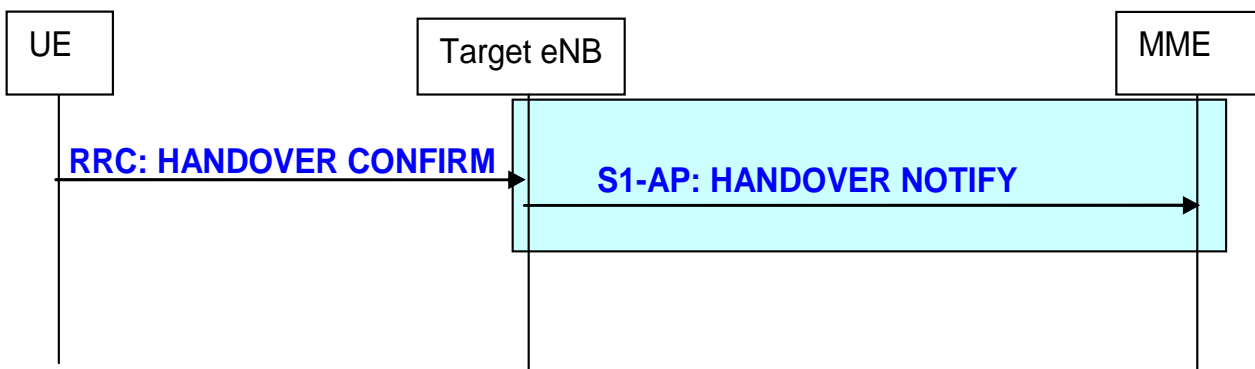 UE
Target eNB
MME
RRC: HANDOVER CONFIRM
S1-AP: HANDOVER NOTIFY